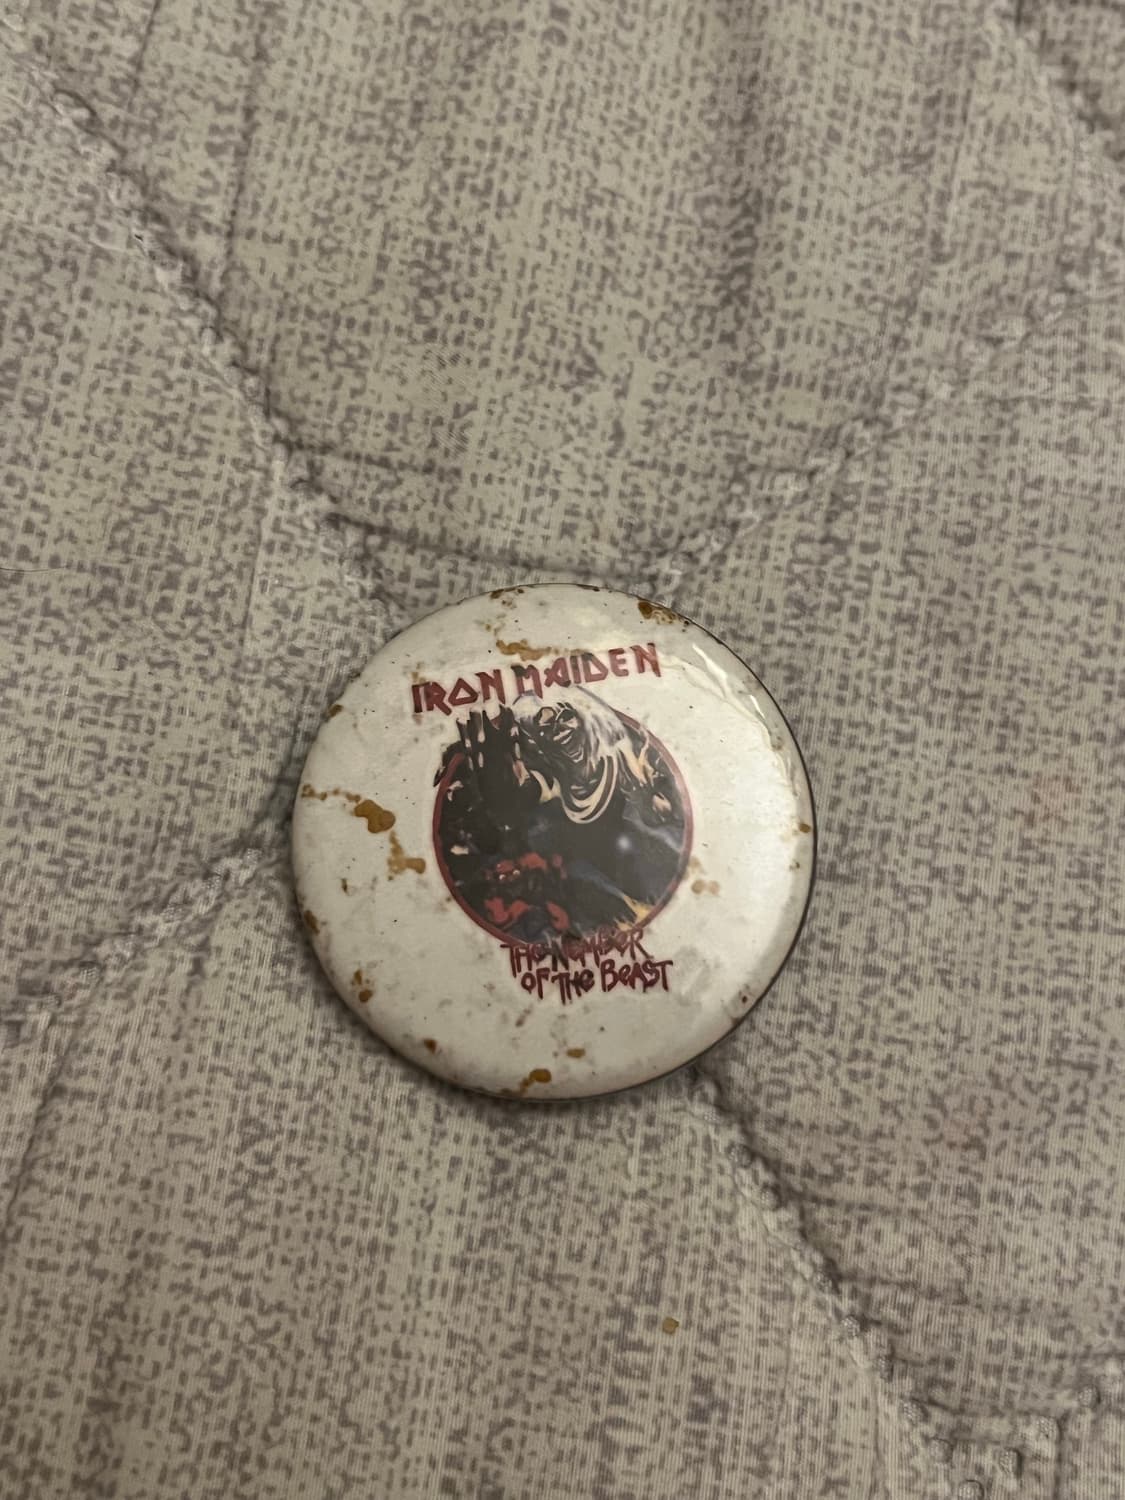 IRON MAIDEN
THE NUMBER
OF THE BEAST